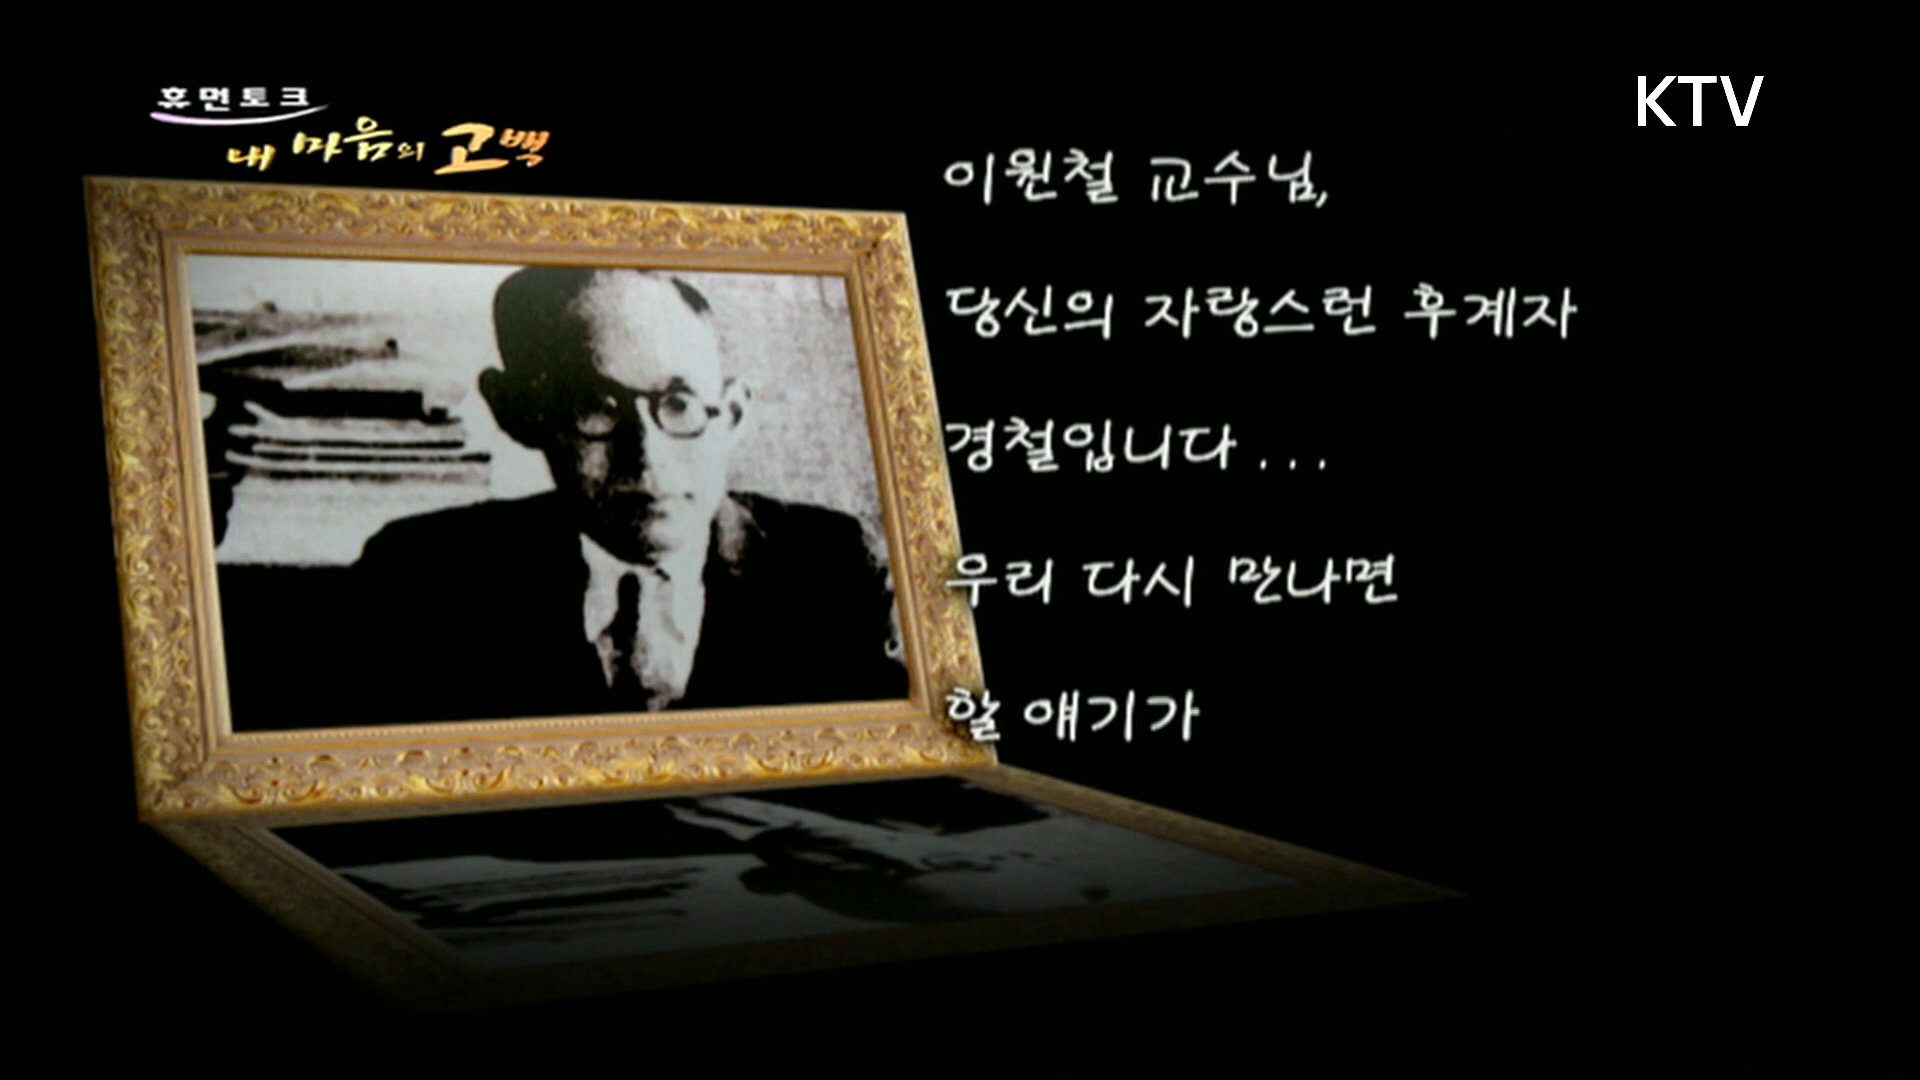 휴먼토크
내 마음의 고백
KTV
이원철 교수님,
당신의 자랑스런 후계자
경철입니다...
우리 다시 만나면
할 얘기가